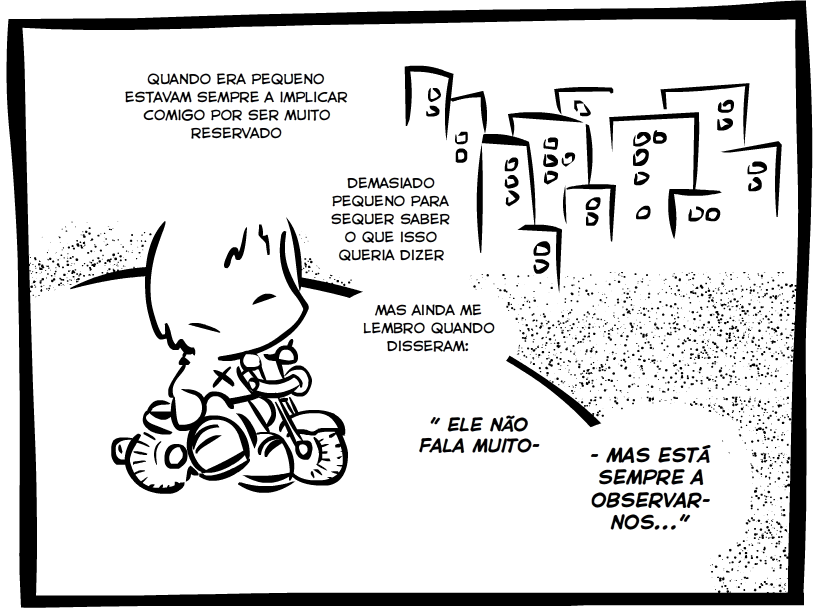 QUANDO ERA PEQUENO
ESTAVAM SEMPRE A IMPLICAR
COMIGO POR SER MUITO
RESERVADO
DEMASIADO
PEQUENO PARA
SEQUER SABER
O QUE ISSO
QUERIA DIZER
MAS AINDA ME
LEMBRO QUANDO
DISSERAM:
" ELE NÃO
FALA MUITO-
- MAS ESTÁ
SEMPRE A
OBSERVAR-
NOS..."